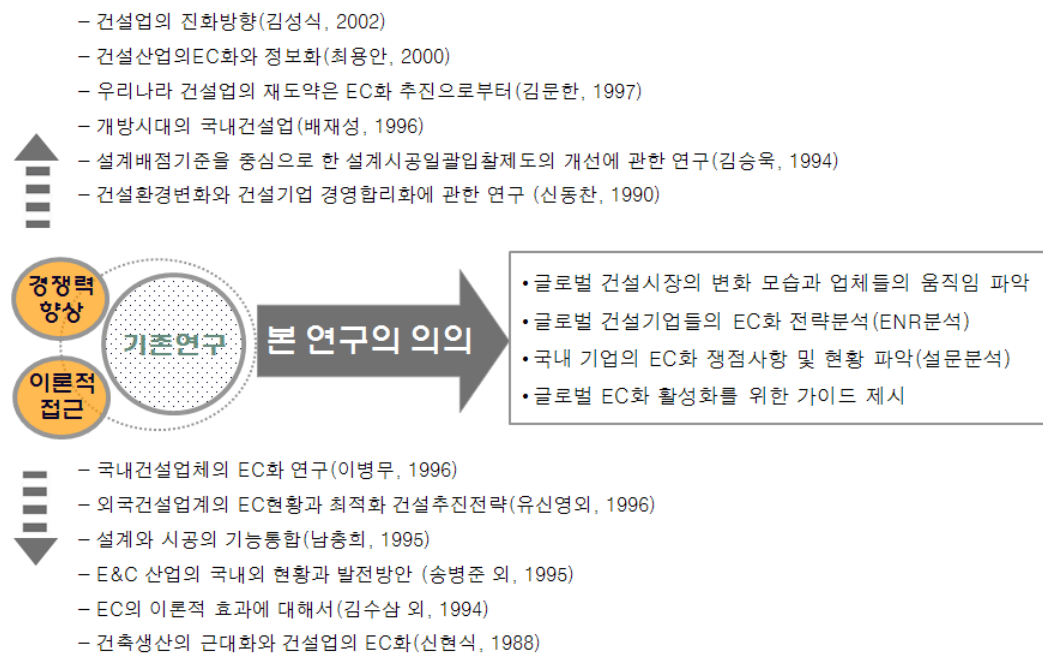 – 건설업의 진화방향(김성식, 2002)
– 건설산업의EC화와 정보화(최용안, 2000)
– 우리나라 건설업의 재도약은 EC화 추진으로부터(김문한, 1997)
– 개방시대의 국내건설업(배재성, 1996)
– 설계배점기준을 중심으로 한 설계시공일괄입찰제도의 개선에 관한 연구(김승욱, 1994)
– 건설환경변화와 건설기업 경영합리화에 관한 연구 (신동찬, 1990)
경쟁력
향상
기존연구
이론적
접근
본 연구의 의의
• 글로벌 건설시장의 변화 모습과 업체들의 움직임 파악
• 글로벌 건설기업들의 EC화 전략분석(ENR분석)
• 국내 기업의 EC화 쟁점사항 및 현황 파악(설문분석)
• 글로벌 EC화 활성화를 위한 가이드 제시
– 국내건설업체의 EC화 연구(이병무, 1996)
– 외국건설업계의 EC현황과 최적화 건설추진전략(유신영외, 1996)
– 설계와 시공의 기능통합(남충희, 1995)
– E&C 산업의 국내외 현황과 발전방안 (송병준 외, 1995)
– EC의 이론적 효과에 대해서(김수삼 외, 1994)
– 건축생산의 근대화와 건설업의 EC화(신현식, 1988)